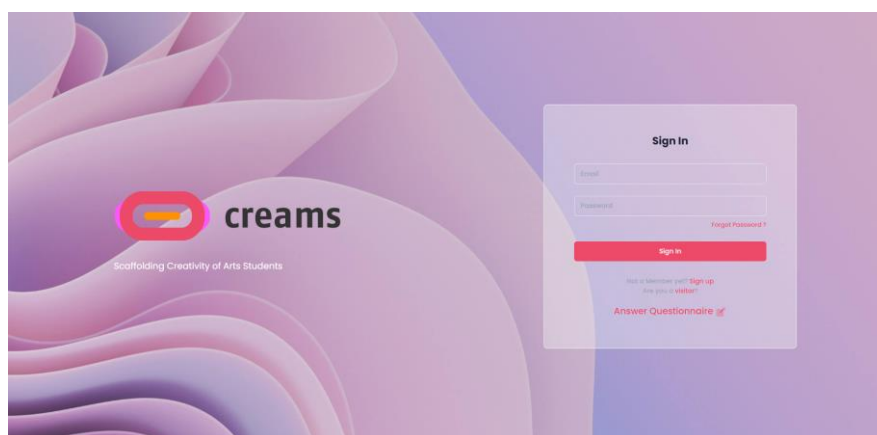 creams
Scaffolding Creativity of Arts Students
Sign In
Email
Password
Forgot Password ?
Sign In
Not a Member yet? Sign up
Are you a visitor?
Answer Questionnaire